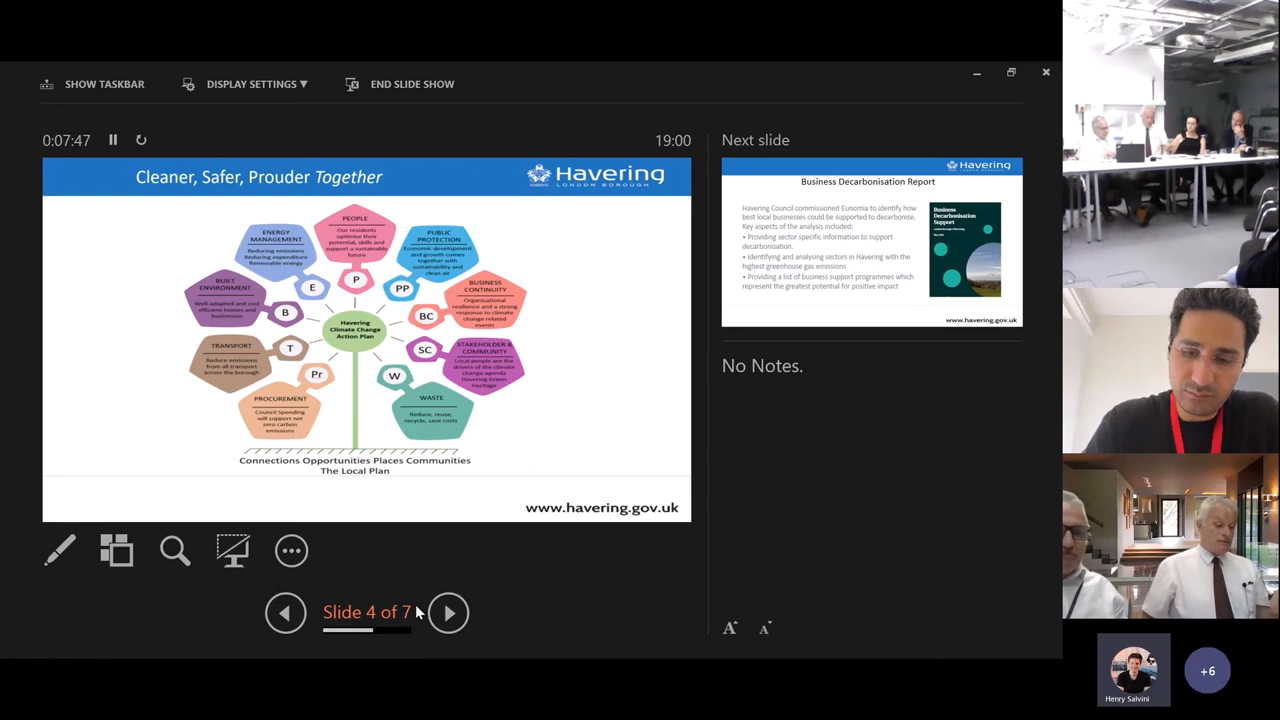 SHOW TASKBAR
DISPLAY SETTINGS ▼
END SLIDE SHOW
0:07:47
19:00
Cleaner, Safer, Prouder Together
Havering
LONDON BOROUGH
PEOPLE
Our residents
optimise their
potential, skills and
support a sustainable
future
ENERGY
MANAGEMENT
Reducing emissions
Reducing expenditure
Renewable energy
PUBLIC
PROTECTION
Economic development
and growth comes
together with
sustainability and
clean air
BUILT
ENVIRONMENT
Well-adapted and cost
efficient homes and
businesses
BUSINESS
CONTINUITY
Organisational
resilience and a strong
response to climate
change related
events
E
P
PP
B
BC
Havering
Climate Change
Action Plan
TRANSPORT
Reduce emissions
from all transport
across the borough
T
SC
STAKEHOLDER &
COMMUNITY
Local people are the
drivers of the climate
change agenda
Havering Green
Heritage
Pr
W
PROCUREMENT
Council Spending
will support net
zero carbon
emissions
WASTE
Reduce, reuse,
recycle, save costs
Connections Opportunities Places Communities
The Local Plan
www.havering.gov.uk
Slide 4 of 7
Next slide
Havering
LONDON BOROUGH
Business Decarbonisation Report
Havering Council commissioned Eunomia to identify how
best local businesses could be supported to decarbonise.
Key aspects of the analysis included:
• Providing sector specific information to support
decarbonisation.
• Identifying and analysing sectors in Havering with the
highest greenhouse gas emissions
• Providing a list of business support programmes which
represent the greatest potential for positive impact
Business
Decarbonisation
Support
www.havering.gov.uk
No Notes.
A
A
Henry Salvini
+6